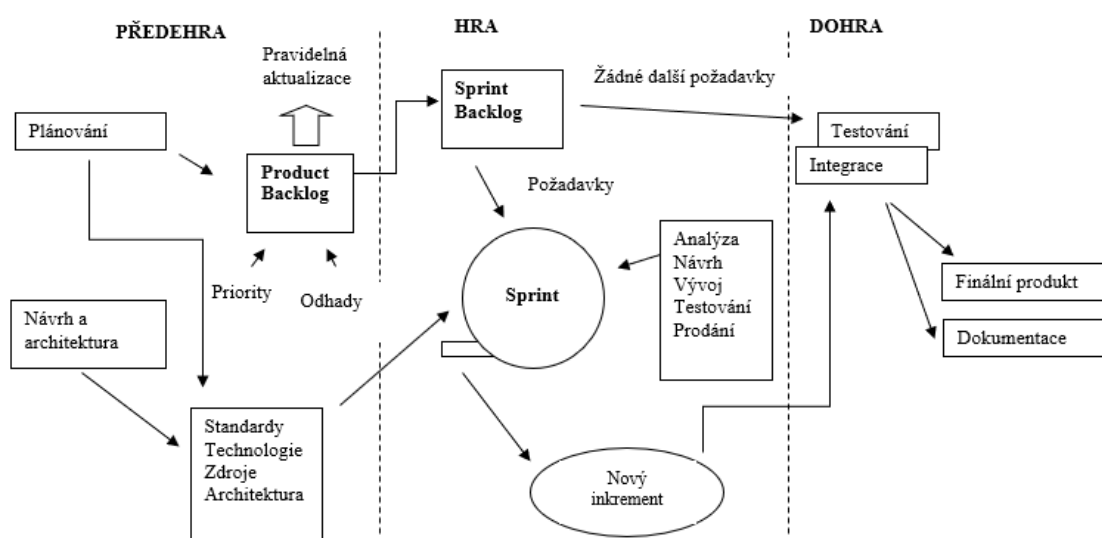 PŘEDEHRA
HRA
DOHRA
Pravidelná
aktualizace
Plánování
Product
Backlog
Priority
Odhady
Návrh a
architektura
Standardy
Technologie
Zdroje
Architektura
Sprint
Backlog
Žádné další požadavky
Požadavky
Sprint
Analýza
Návrh
Vývoj
Testování
Prodání
Nový
inkrement
Testování
Integrace
Finální produkt
Dokumentace